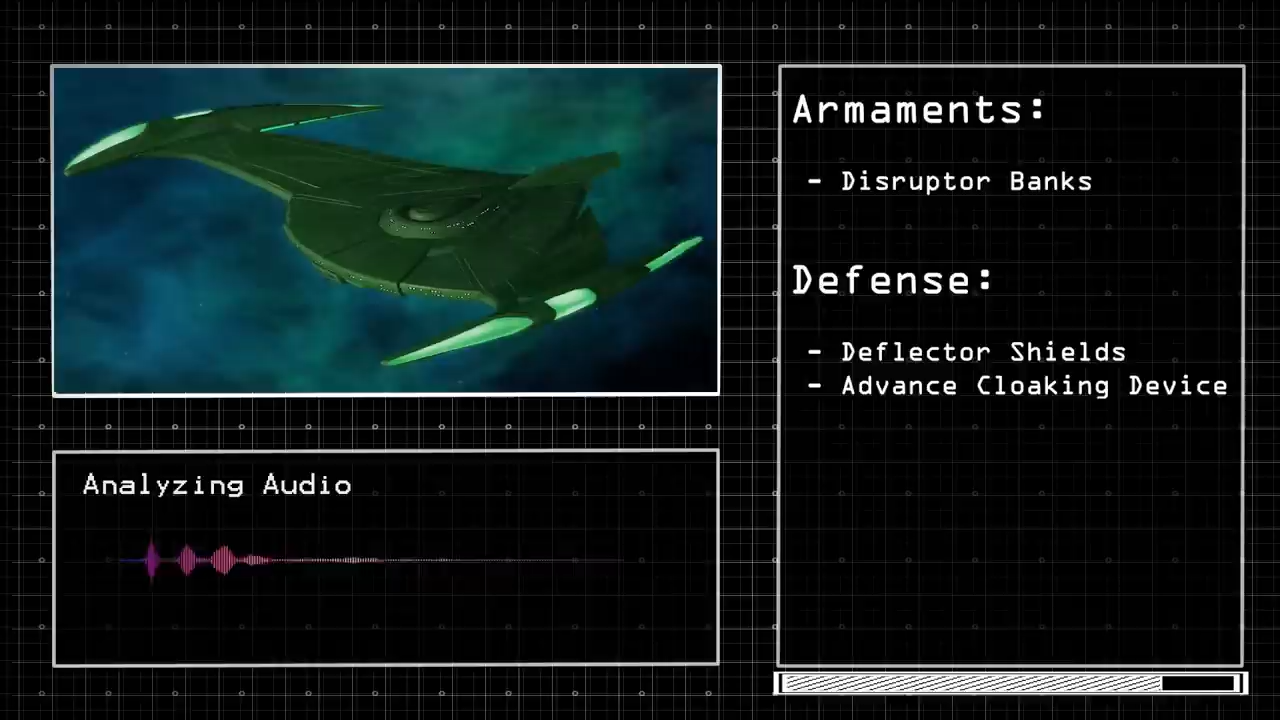 Armaments:
- Disruptor Banks
Defense:
- Deflector Shields
- Advance Cloaking Device
Analyzing Audio